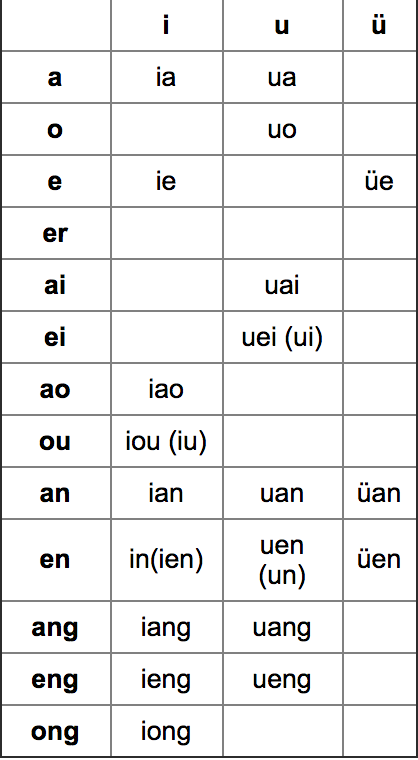 i u ü
a ia ua
o uo
e ie üe
er
ai uai
ei uei (ui)
ao iao
ou iou (iu)
an ian uan üan
en in(ien) uen (un) üen
ang iang uang
eng ieng ueng
ong iong